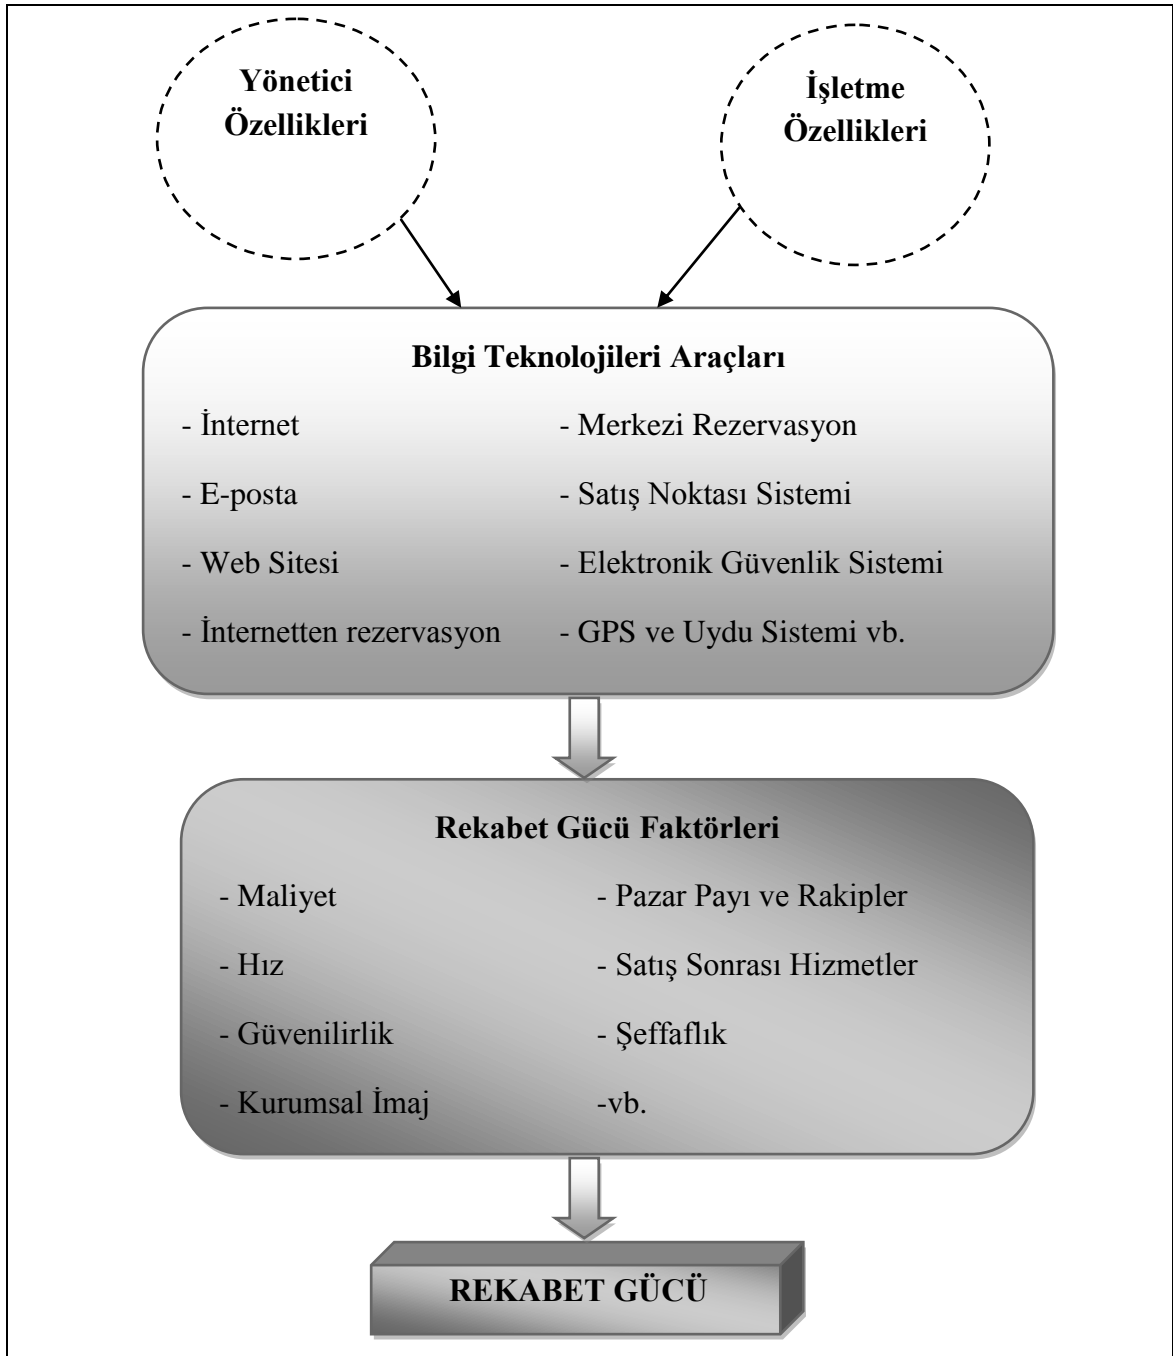 Yönetici
Özellikleri
İşletme
Özellikleri
Bilgi Teknolojileri Araçları
- İnternet
- Merkezi Rezervasyon
- E-posta
- Satış Noktası Sistemi
- Web Sitesi
- Elektronik Güvenlik Sistemi
- İnternetten rezervasyon
- GPS ve Uydu Sistemi vb.
Rekabet Gücü Faktörleri
- Maliyet
- Pazar Payı ve Rakipler
- Hız
- Satış Sonrası Hizmetler
- Güvenilirlik
- Şeffaflık
- Kurumsal İmaj
-vb.
REKABET GÜCÜ